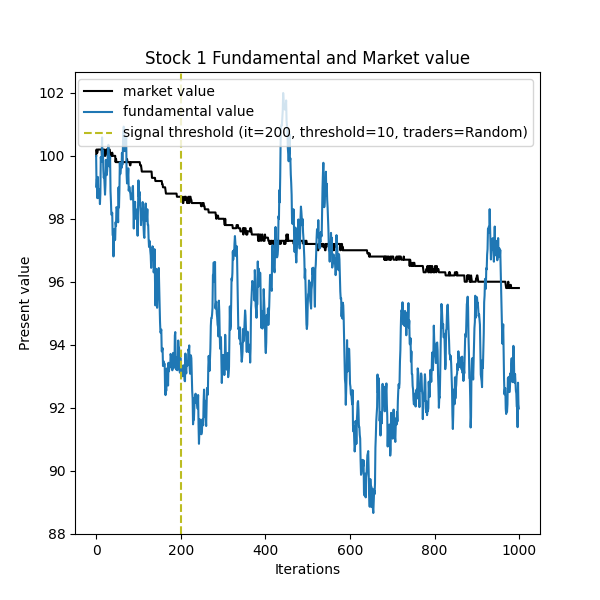 Stock 1 Fundamental and Market value
market value
fundamental value
signal threshold (it=200, threshold=10, traders=Random)
Present value
102
100
98
96
94
92
90
88
0 200 400 600 800 1000
Iterations